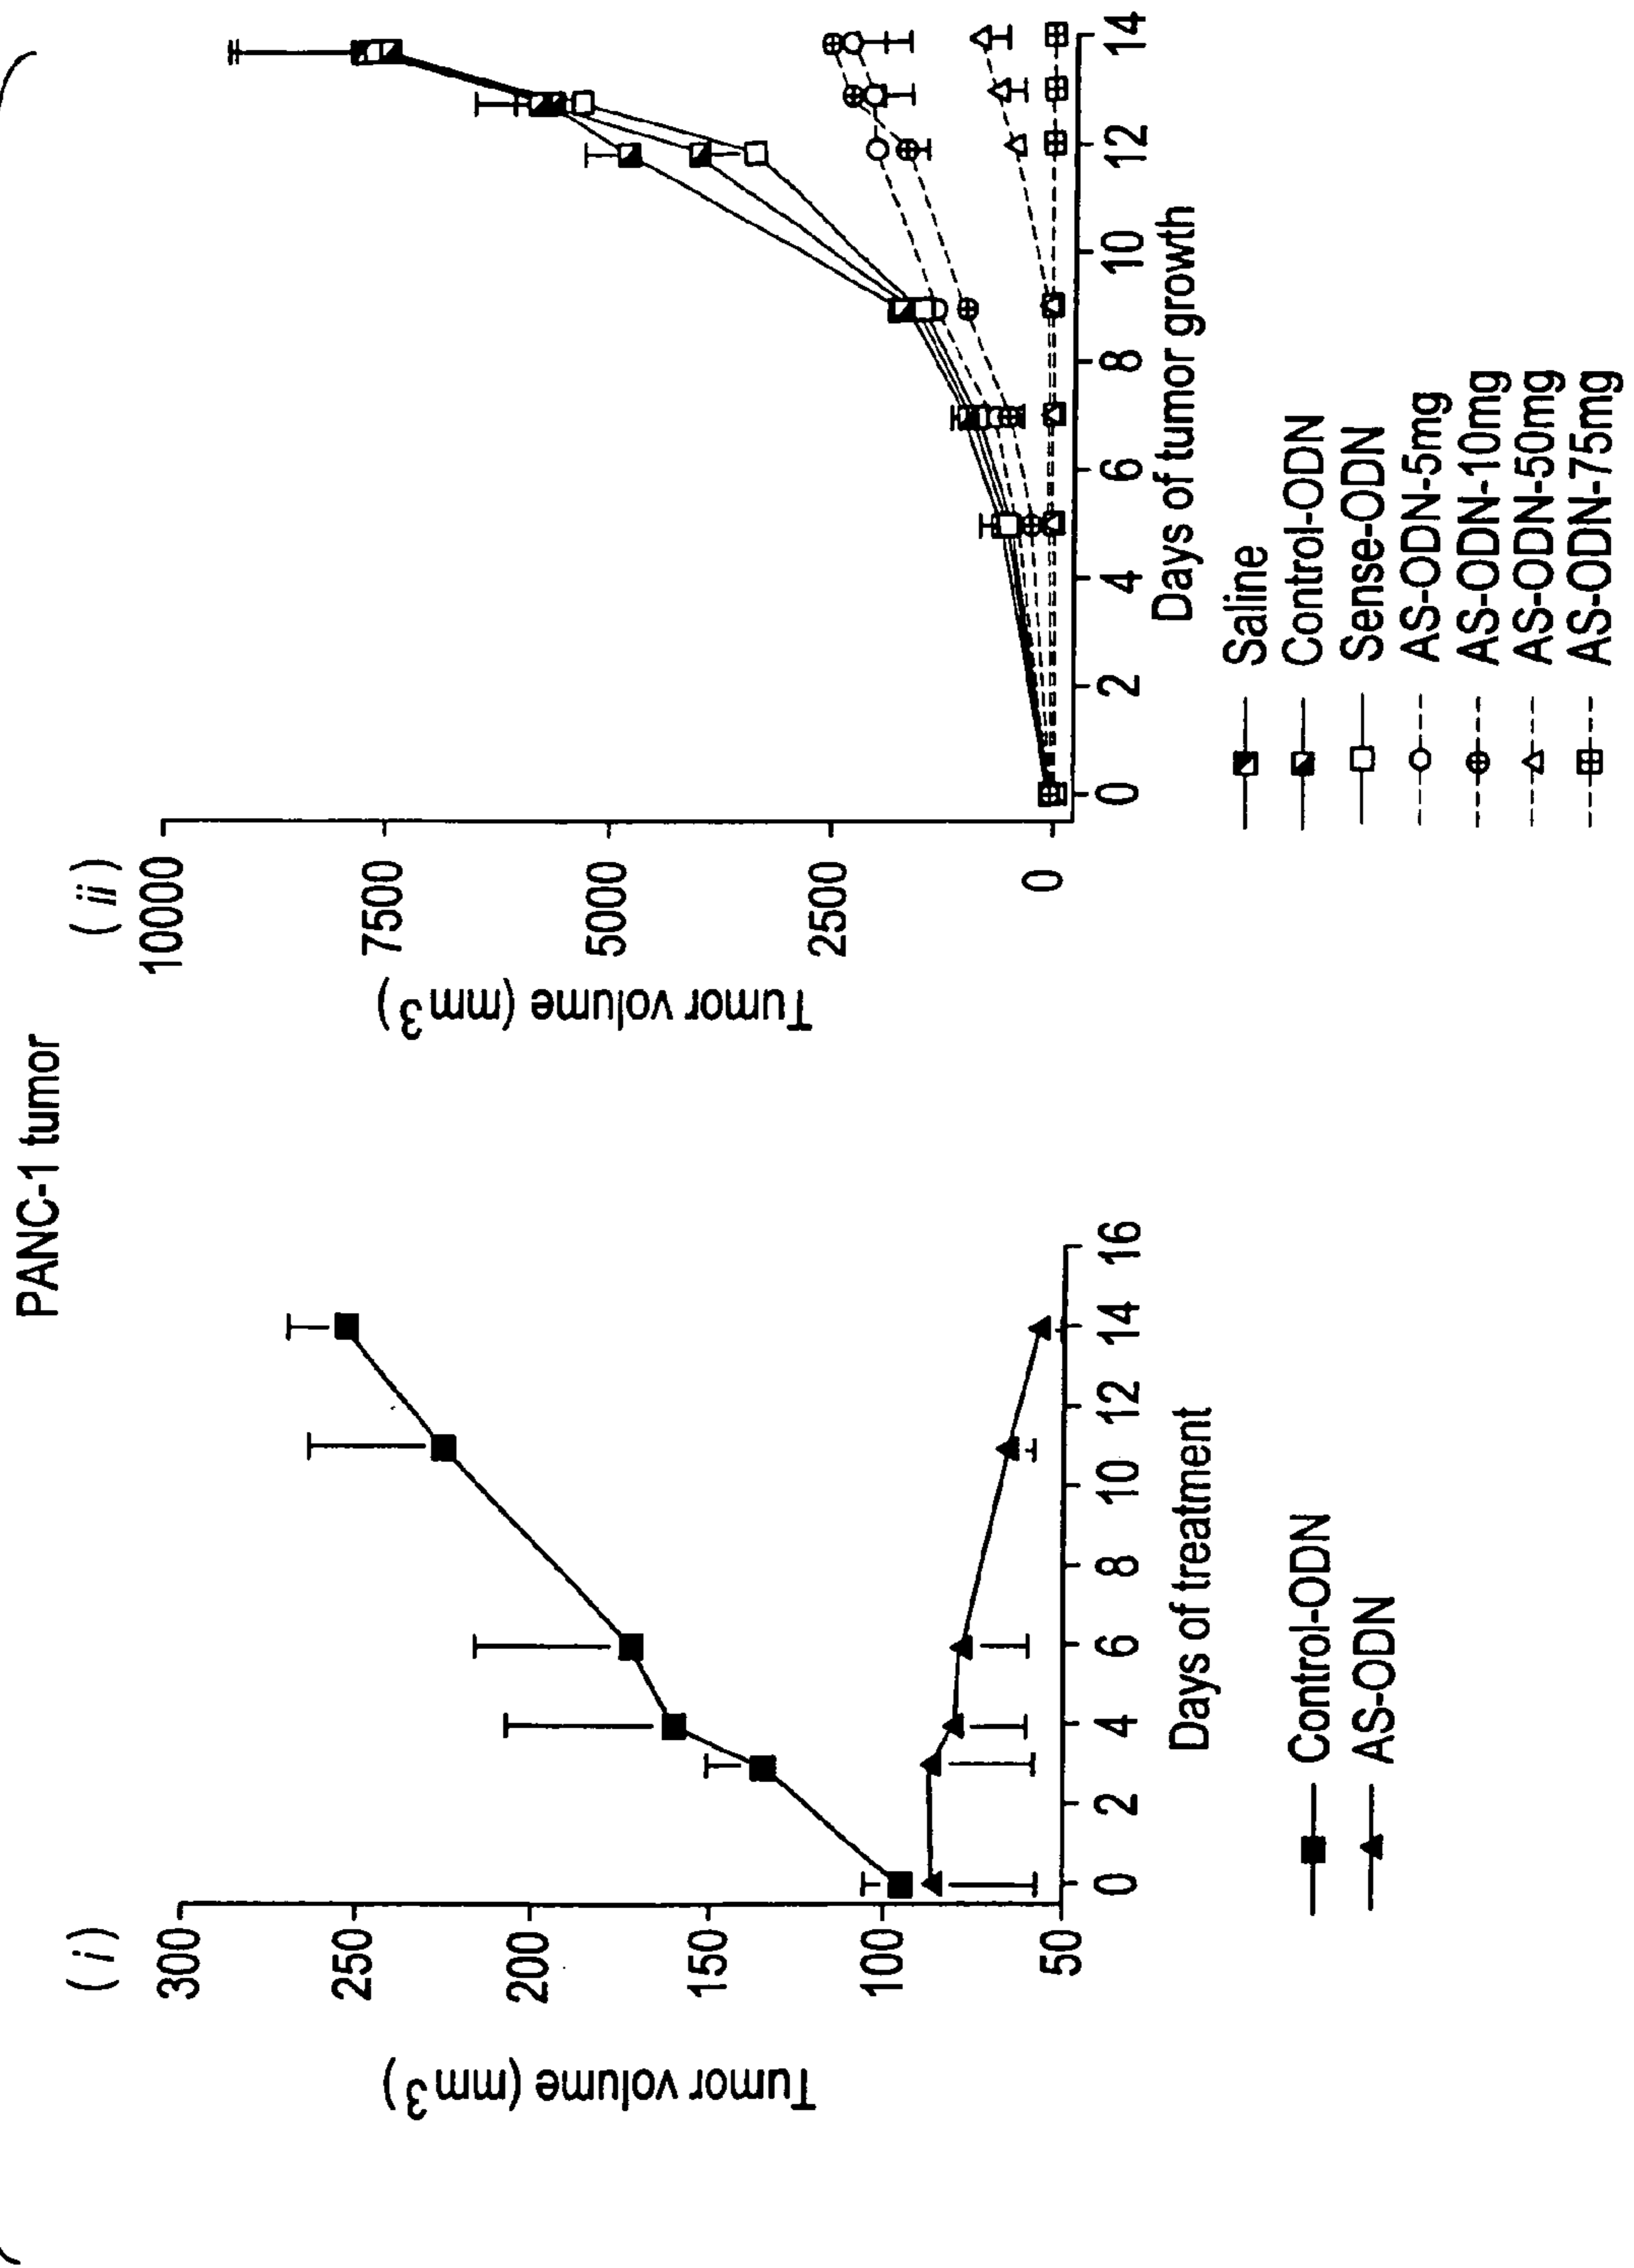 PANC-1 tumor
( i )
300
250
200
150
100
50
Tumor volume (mm3)
0 2 4 6 8 10 12 14 16
Days of treatment
Control-ODN
AS-ODN
( ii )
10000
7500
5000
2500
0
Tumor volume (mm3)
0 2 4 6 8 10 12 14
Days of tumor growth
Saline
Control-ODN
Sense-ODN
AS-ODN-5mg
AS-ODN-10mg
AS-ODN-50mg
AS-ODN-75mg